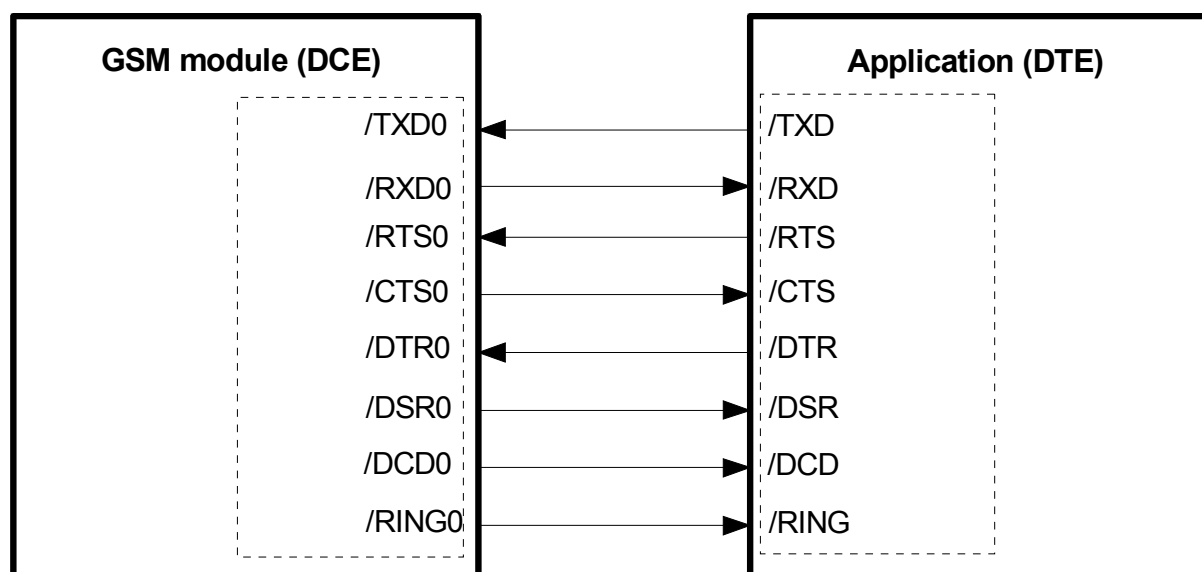 GSM module (DCE)
Application (DTE)
/TXD0
/TXD
/RXD0
/RXD
/RTS0
/RTS
/CTS0
/CTS
/DTR0
/DTR
/DSR0
/DSR
/DCD0
/DCD
/RING0
/RING